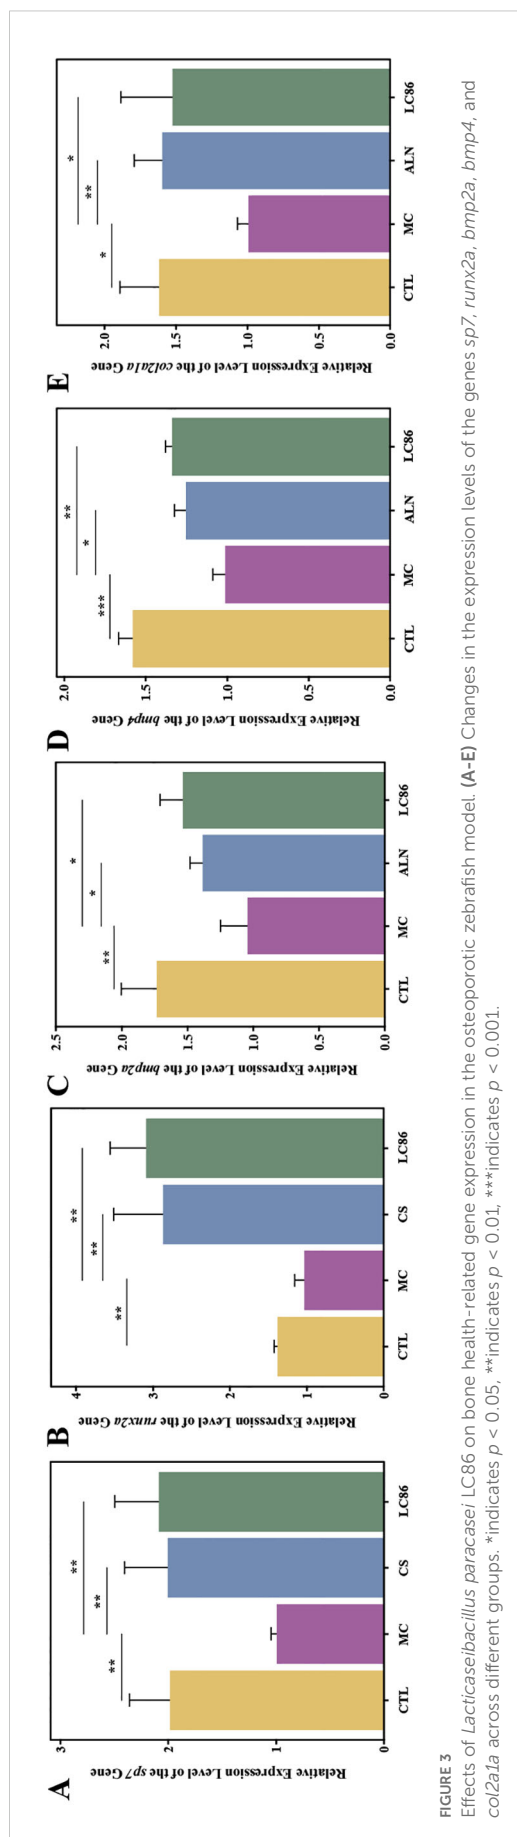 A
Relative Expression Level of the sp7 Gene
3
2
1
0
**
**
**
CTL
MC
CS
LC86
B
Relative Expression Level of the runx2a Gene
4
3
2
1
0
**
**
**
CTL
MC
CS
LC86
C
Relative Expression Level of the bmp2a Gene
2.5
2.0
1.5
1.0
0.5
0.0
**
*
*
CTL
MC
ALN
LC86
D
Relative Expression Level of the bmp4 Gene
2.0
1.5
1.0
0.5
0.0
***
*
**
CTL
MC
ALN
LC86
E
Relative Expression Level of the col2a1a Gene
2.0
1.5
1.0
0.5
0.0
*
**
*
CTL
MC
ALN
LC86
FIGURE 3
Effects of Lacticaseibacillus paracasei LC86 on bone health-related gene expression in the osteoporotic zebrafish model. (A-E) Changes in the expression levels of the genes sp7, runx2a, bmp2a, bmp4, and
col2a1a across different groups. *indicates p < 0.05, **indicates p < 0.01, ***indicates p < 0.001.